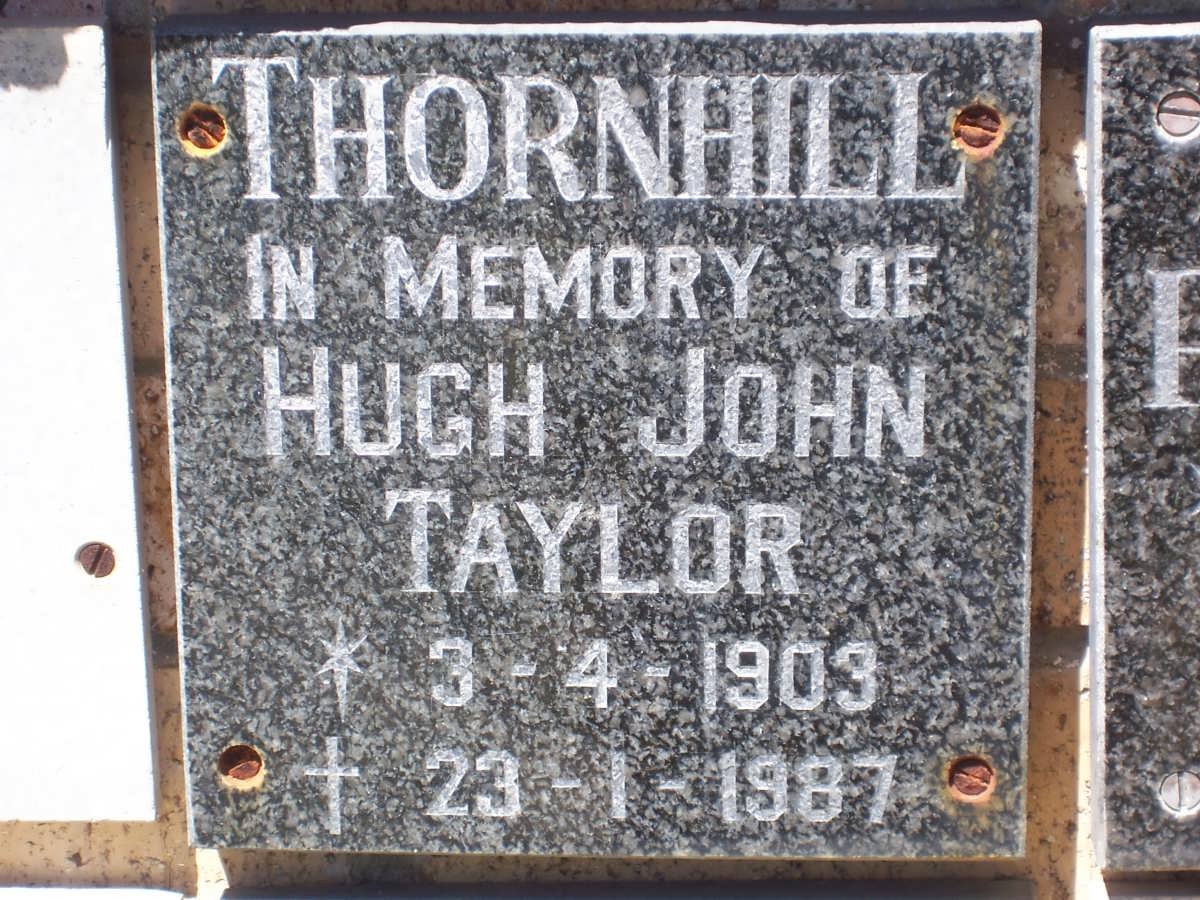 THORNHILL
IN MEMORY OF
HUGH JOHN
TAYLOR
* 3-4-1903
† 23-1-1987